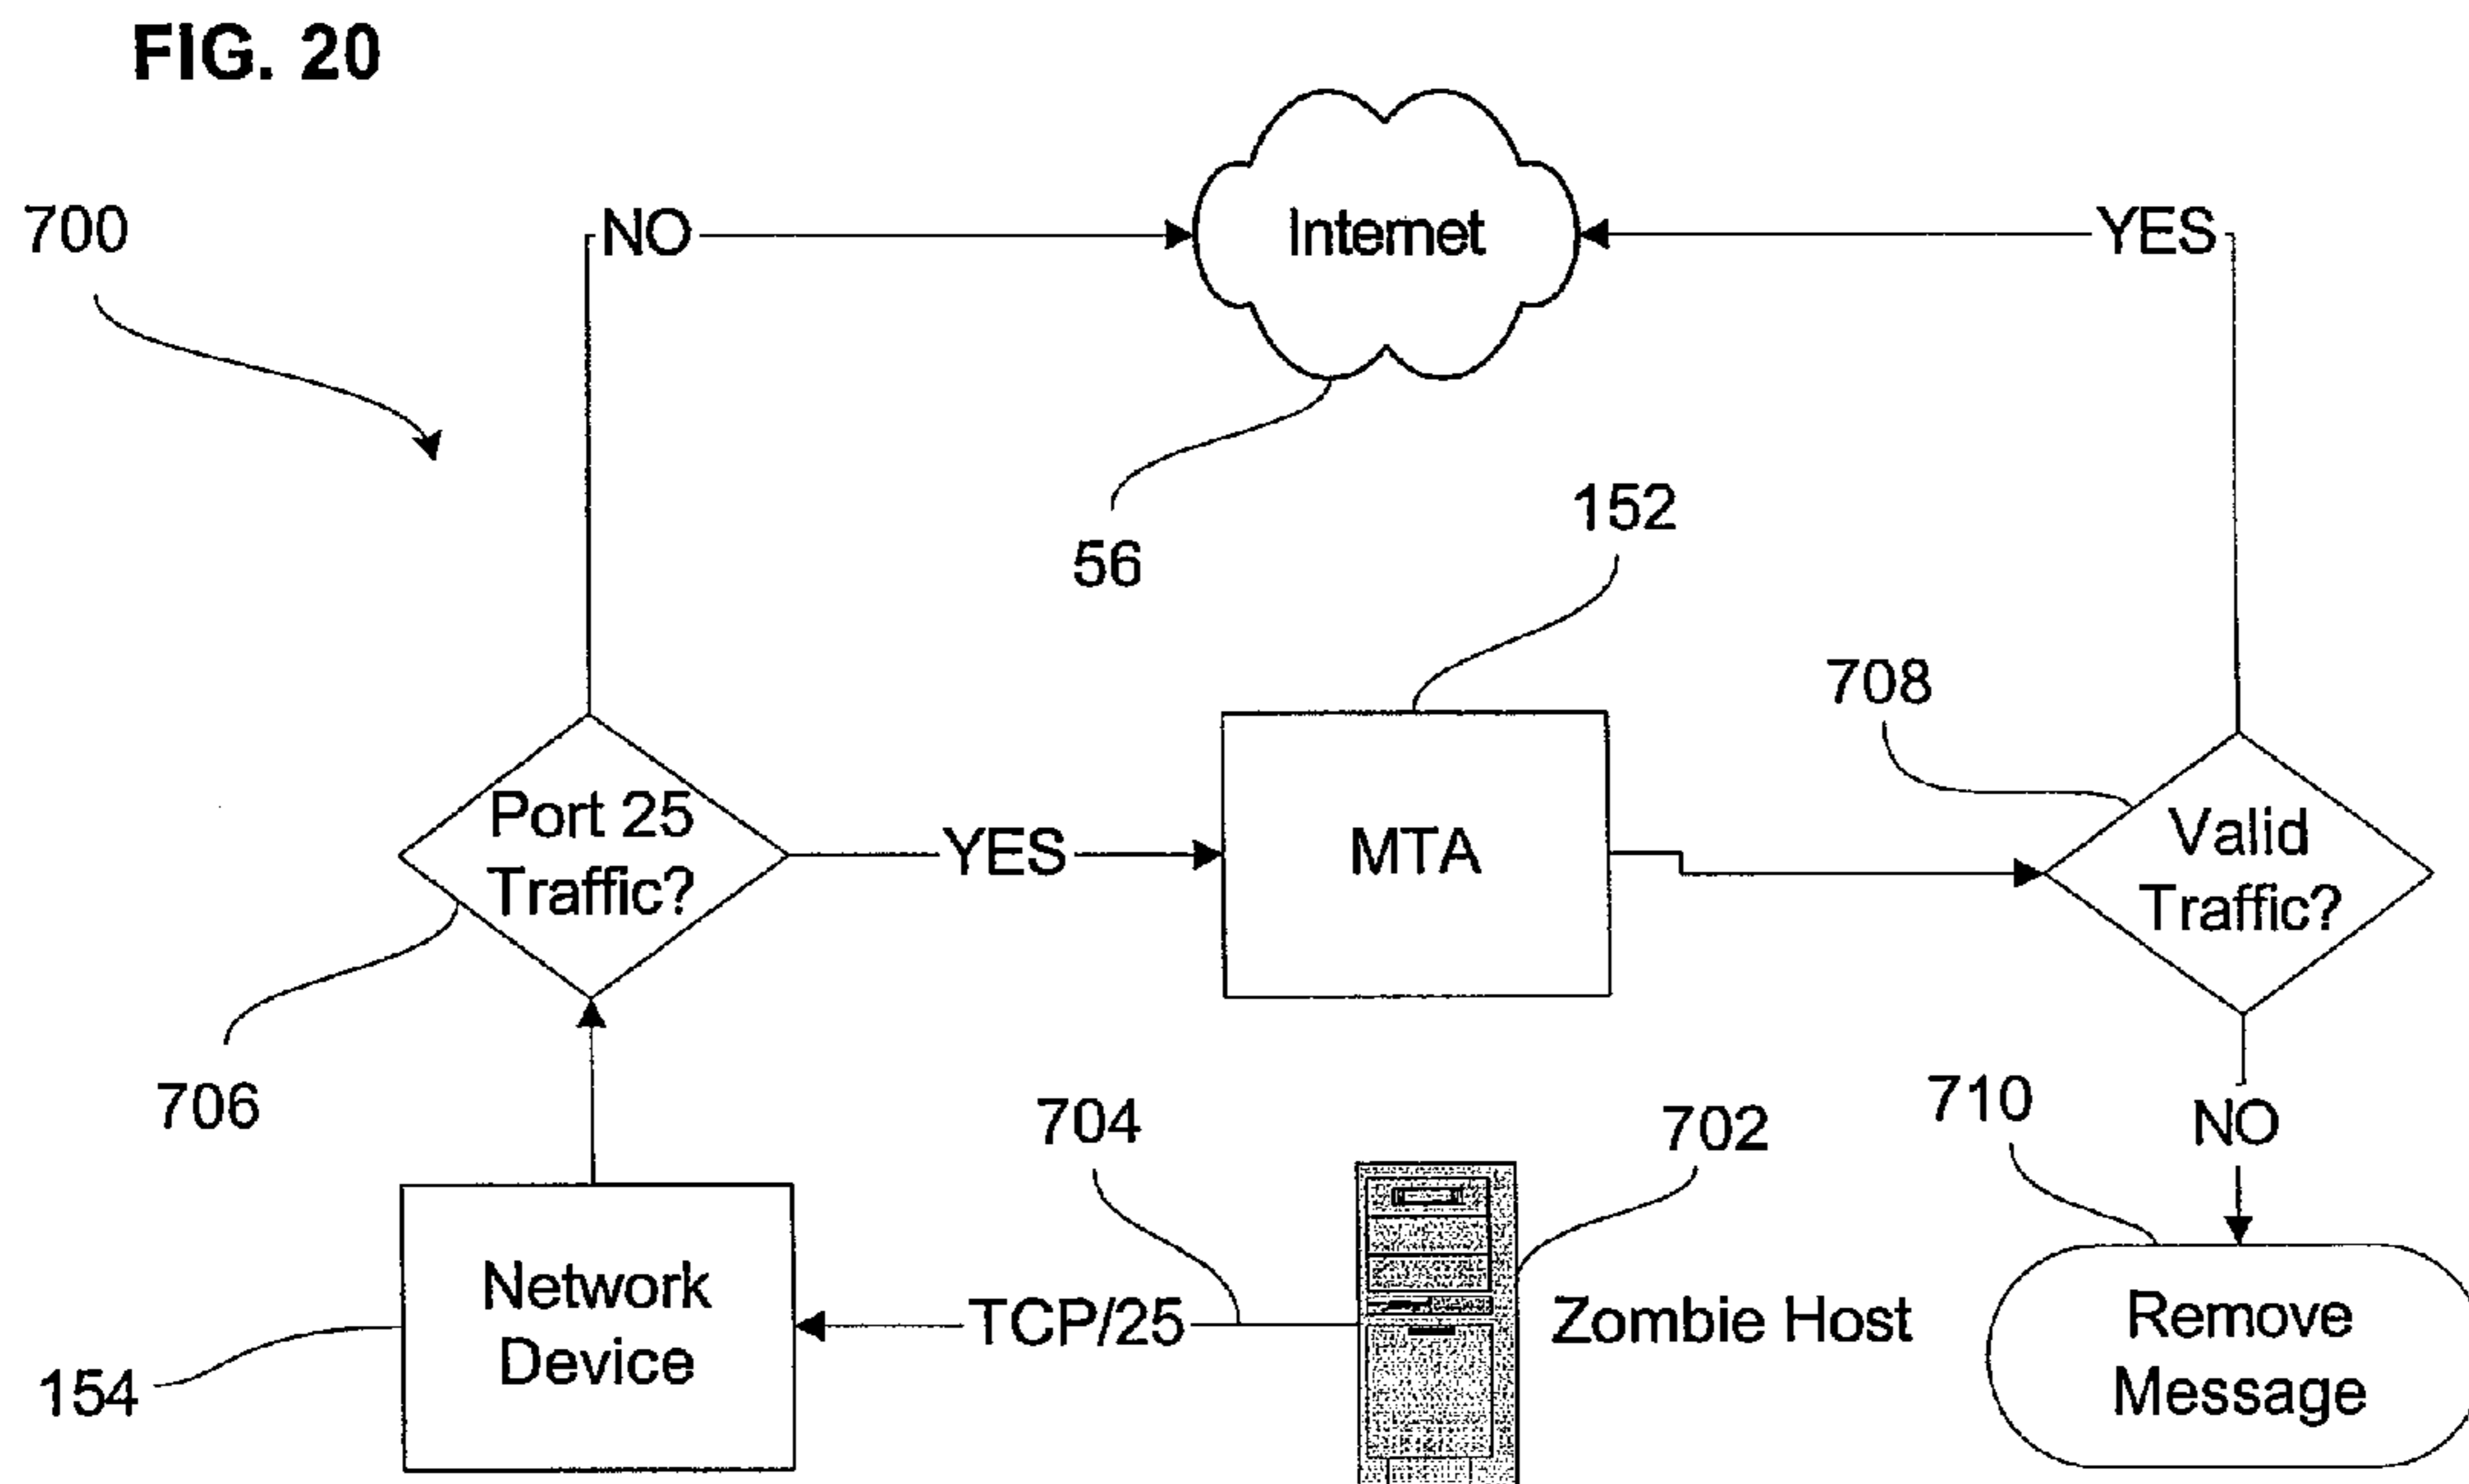 FIG. 20
700
NO
Internet
YES
56
152
708
Port 25
Traffic?
YES
MTA
Valid
Traffic?
706
704
702
710
NO
Network
Device
TCP/25
Zombie Host
Remove
Message
154